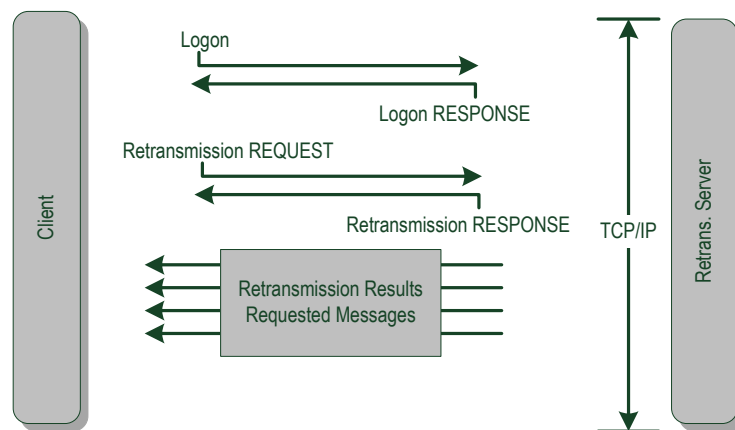 Logon
Logon RESPONSE
Retransmission REQUEST
Retransmission RESPONSE
Client
TCP/IP
Retrans. Server
Retransmission Results
Requested Messages